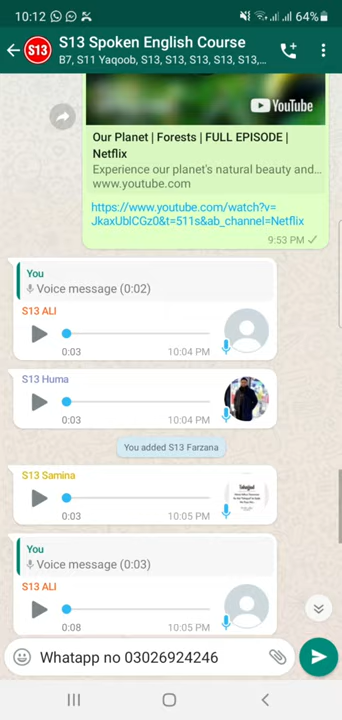 10:12
64%
S13
S13 Spoken English Course
B7, S11 Yaqoob, S13, S13, S13, S13, S13,...
YouTube
Our Planet | Forests | FULL EPISODE |
Netflix
Experience our planet's natural beauty and...
www.youtube.com
https://www.youtube.com/watch?v=
JkaxUblCGz0&t=511s&ab_channel=Netflix
9:53 PM
You
Voice message (0:02)
S13 ALI
0:03 10:04 PM
S13 Huma
0:03 10:04 PM
You added S13 Farzana
S13 Samina
0:03 10:05 PM
You
Voice message (0:03)
S13 ALI
0:08 10:05 PM
Whatapp no 03026924246